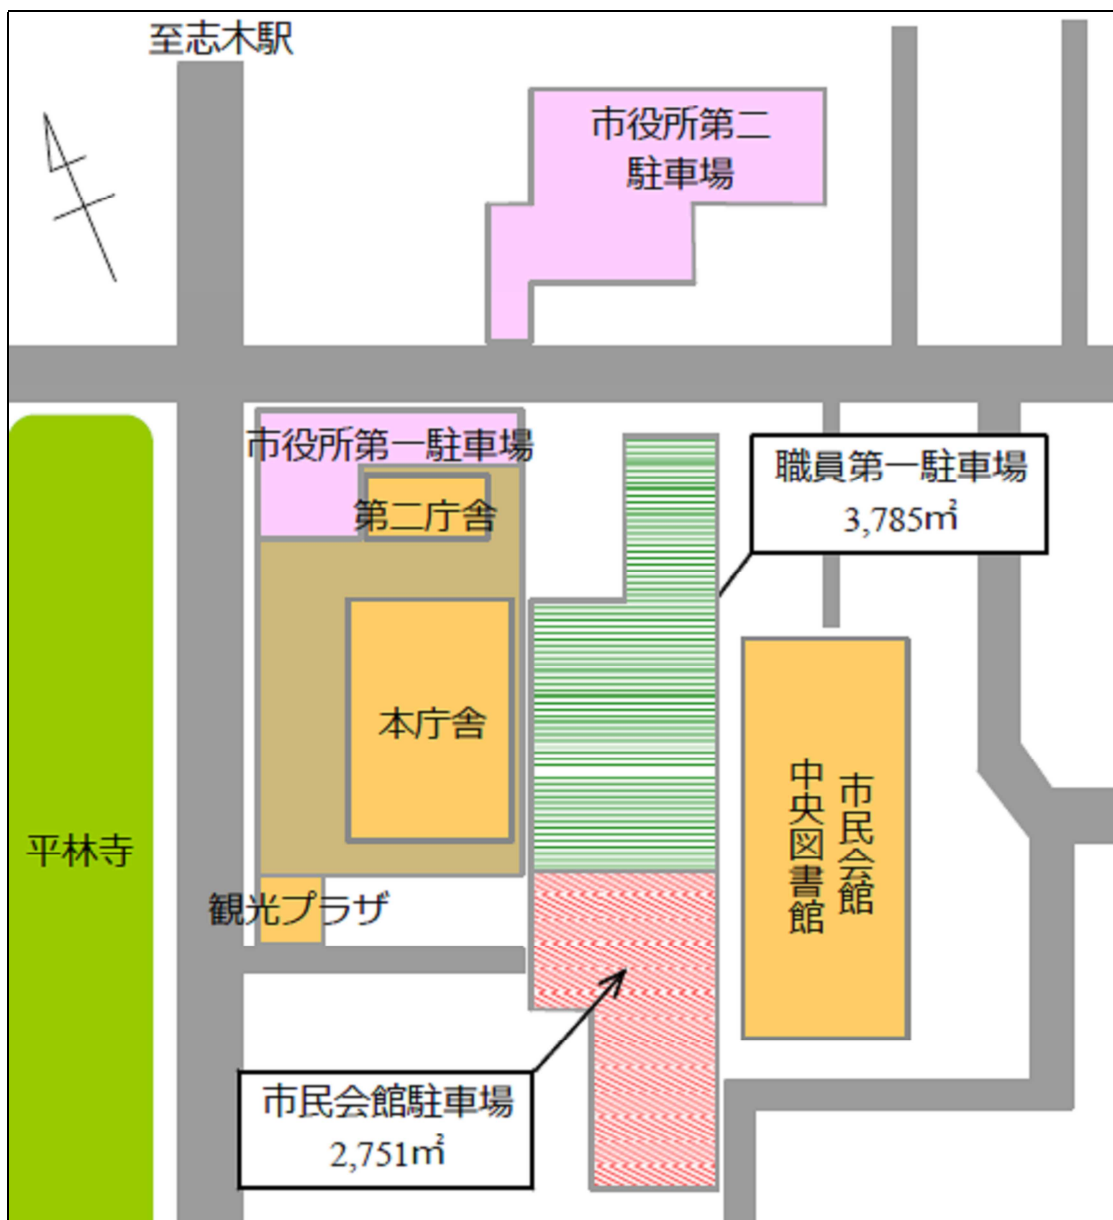 至志木駅
市役所第二
駐車場
市役所第一駐車場
第二庁舎
職員第一駐車場
3,785㎡
本庁舎
市民会館
中央図書館
平林寺
観光プラザ
市民会館駐車場
2,751㎡